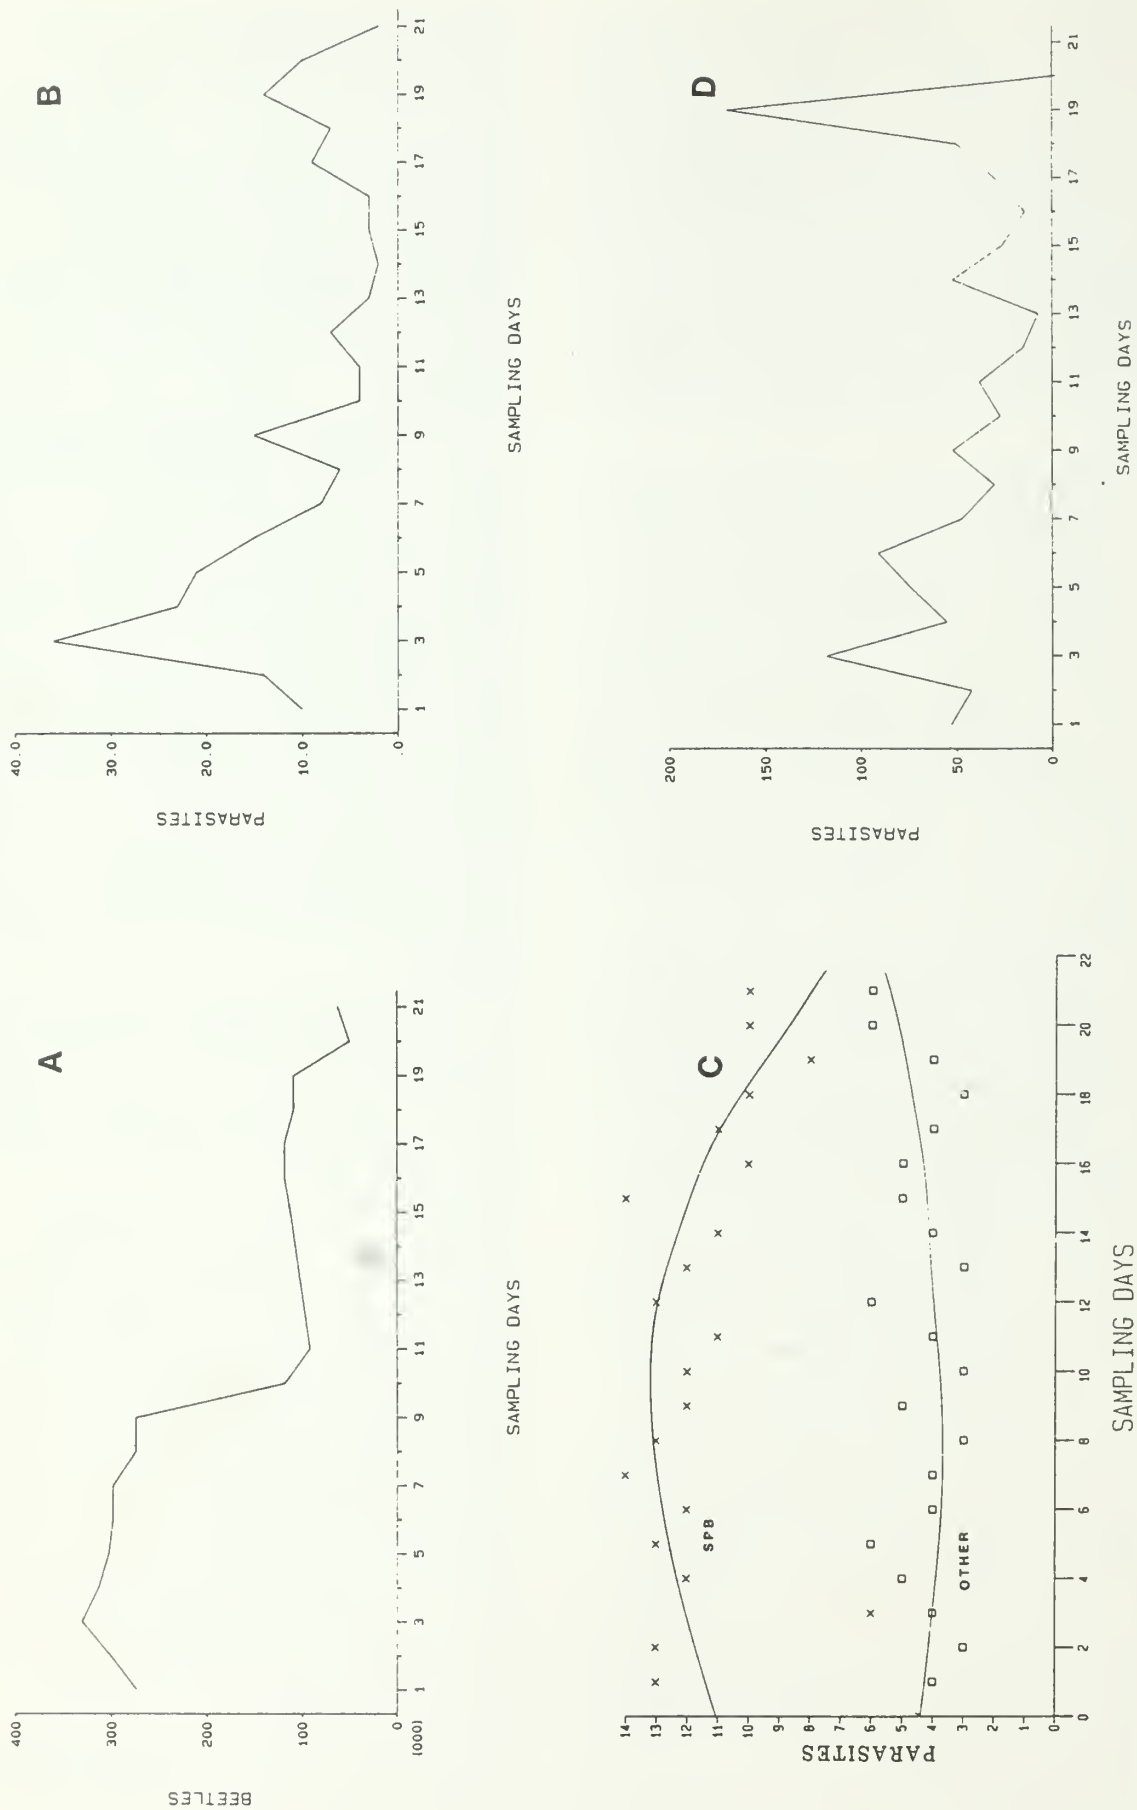 A
BEETLES
400
300
200
100
0
(000)
1 3 5 7 9 11 13 15 17 19 21
SAMPLING DAYS
B
PARASITES
40.0
30.0
20.0
10.0
.0
1 3 5 7 9 11 13 15 17 19 21
SAMPLING DAYS
C
PARASITES
14
13
12
11
10
9
8
7
6
5
4
3
2
1
0
SPB
OTHER
0 2 4 6 8 10 12 14 16 18 20 22
SAMPLING DAYS
D
PARASITES
200
150
100
50
0
1 3 5 7 9 11 13 15 17 19 21
SAMPLING DAYS